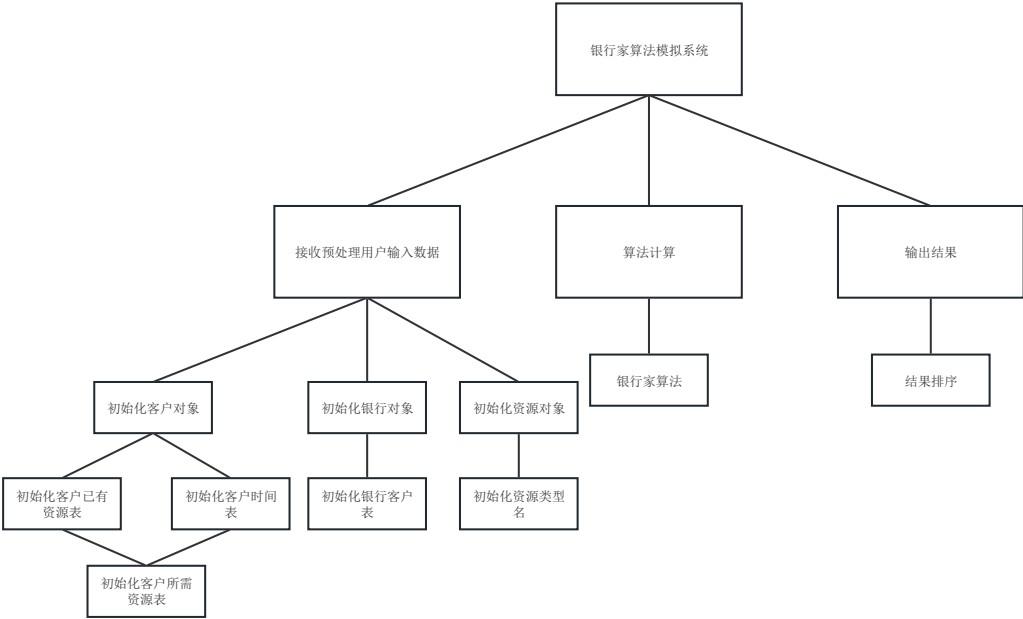 银行家算法模拟系统
接收预处理用户输入数据
算法计算
输出结果
银行家算法
结果排序
初始化客户对象
初始化银行对象
初始化资源对象
初始化客户已有
资源表
初始化客户时间
表
初始化银行客户
表
初始化资源类型
名
初始化客户所需
资源表